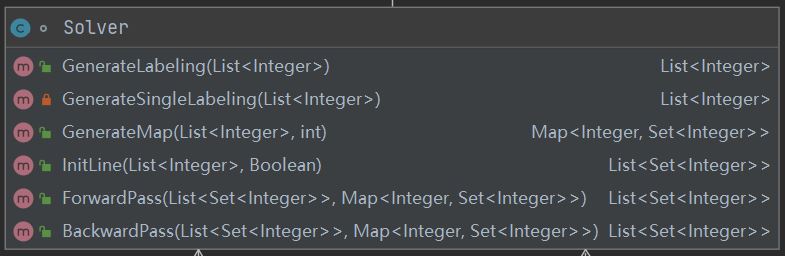 Solver
GenerateLabeling(List<Integer>) List<Integer>
GenerateSingleLabeling(List<Integer>) List<Integer>
GenerateMap(List<Integer>, int) Map<Integer, Set<Integer>>
InitLine(List<Integer>, Boolean) List<Set<Integer>>
ForwardPass(List<Set<Integer>>, Map<Integer, Set<Integer>>) List<Set<Integer>>
BackwardPass(List<Set<Integer>>, Map<Integer, Set<Integer>>) List<Set<Integer>>